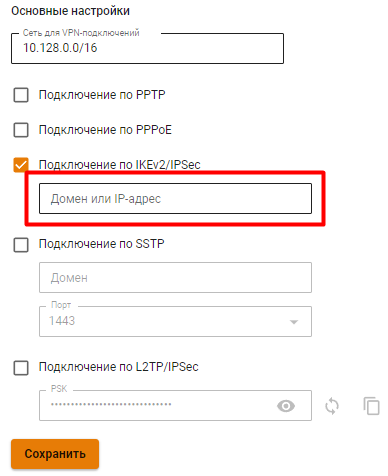 Основные настройки
Сеть для VPN-подключений
10.128.0.0/16
Подключение по PPTP
Подключение по PPPoE
Подключение по IKEv2/IPSec
Домен или IP-адрес
Подключение по SSTP
Домен
Порт
1443
Подключение по L2TP/IPSec
PSK
••••••••••••••••••••••••••••••
Сохранить